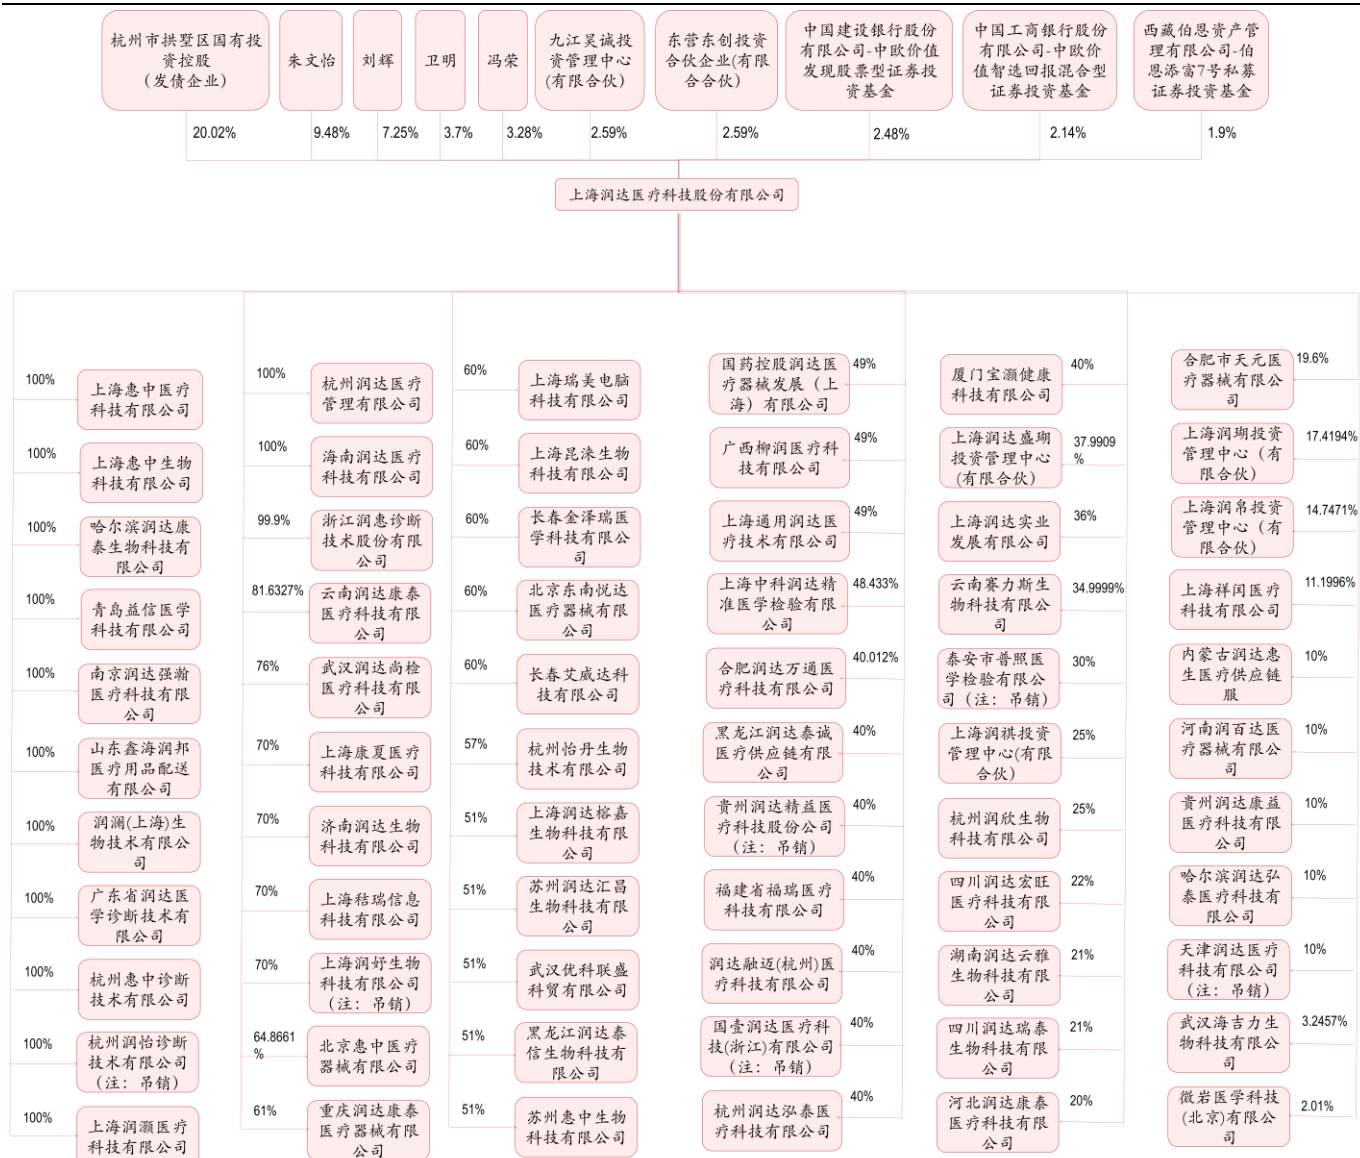 杭州市拱墅区国有投
资控股
（发债企业）
朱文怡
刘辉
卫明
冯荣
九江昊诚投
资管理中心
(有限合伙)
东营东创投资
合伙企业(有限
合合伙)
中国建设银行股份
有限公司-中欧价值
发现股票型证券投
资基金
中国工商银行股份
有限公司-中欧价
值智选回报混合型
证券投资基金
西藏伯恩资产管
理有限公司-伯
恩添富7号私募
证券投资基金
20.02%
9.48%
7.25%
3.7%
3.28%
2.59%
2.59%
2.48%
2.14%
1.9%
上海润达医疗科技股份有限公司
100%
上海惠中医疗
科技有限公司
100%
上海惠中生物
科技有限公司
100%
哈尔滨润达康
泰生物科技有
限公司
100%
青岛益信医学
科技有限公司
100%
南京润达强瀚
医疗科技有限
公司
100%
山东鑫海润邦
医疗用品配送
有限公司
100%
润澜(上海)生
物技术有限公
司
100%
广东省润达医
学诊断技术有
限公司
100%
杭州惠中诊断
技术有限公司
100%
杭州润怡诊断
技术有限公司
（注：吊销）
100%
上海润灏医疗
科技有限公司
100%
杭州润达医疗
管理有限公司
100%
海南润达医疗
科技有限公司
99.9%
浙江润惠诊断
技术股份有限
公司
81.6327%
云南润达康泰
医疗科技有限
公司
76%
武汉润达尚检
医疗科技有限
公司
70%
上海康夏医疗
科技有限公司
70%
济南润达生物
科技有限公司
70%
上海秸瑞信息
科技有限公司
70%
上海润妤生物
科技有限公司
（注：吊销）
64.8661
%
北京惠中医疗
器械有限公司
61%
重庆润达康泰
医疗器械有限
公司
60%
上海瑞美电脑
科技有限公司
60%
上海昆涞生物
科技有限公司
60%
长春金泽瑞医
学科技有限公
司
60%
北京东南悦达
医疗器械有限
公司
60%
长春艾威达科
技有限公司
57%
杭州怡丹生物
技术有限公司
51%
上海润达榕嘉
生物科技有限
公司
51%
苏州润达汇昌
生物科技有限
公司
51%
武汉优科联盛
科贸有限公司
51%
黑龙江润达泰
信生物科技有
限公司
51%
苏州惠中生物
科技有限公司
国药控股润达医
疗器械发展（上
海）有限公司
49%
广西柳润医疗科
技有限公司
49%
上海通用润达医
疗技术有限公司
49%
上海中科润达精
准医学检验有限
公司
48.433%
合肥润达万通医
疗科技有限公司
40.012%
黑龙江润达泰诚
医疗供应链有限
公司
40%
贵州润达精益医
疗科技股份公司
（注：吊销）
40%
福建省福瑞医疗
科技有限公司
40%
润达融迈(杭州)医
疗科技有限公司
40%
国壹润达医疗科
技(浙江)有限公司
（注：吊销）
40%
杭州润达泓泰医
疗科技有限公司
40%
厦门宝灏健康
科技有限公司
40%
上海润达盛瑚
投资管理中心
(有限合伙)
37.9909
%
上海润达实业
发展有限公司
36%
云南赛力斯生
物科技有限公
司
34.9999%
泰安市普照医
学检验有限公
司（注：吊销）
30%
上海润祺投资
管理中心(有限
合伙)
25%
杭州润欣生物
科技有限公司
25%
四川润达宏旺
医疗科技有限
公司
22%
湖南润达云雅
生物科技有限
公司
21%
四川润达瑞泰
生物科技有限
公司
21%
河北润达康泰
医疗科技有限
公司
20%
合肥市天元医
疗器械有限公
司
19.6%
上海润瑚投资
管理中心（有
限合伙）
17.4194%
上海润帛投资
管理中心（有
限合伙）
14.7471%
上海祥闰医疗
科技有限公司
11.1996%
内蒙古润达惠
生医疗供应链
服
10%
河南润百达医
疗器械有限公
司
10%
贵州润达康益
医疗科技有限
公司
10%
哈尔滨润达弘
泰医疗科技有
限公司
10%
天津润达医疗
科技有限公司
（注：吊销）
10%
武汉海吉力生
物科技有限公
司
3.2457%
微岩医学科技
(北京)有限公
司
2.01%